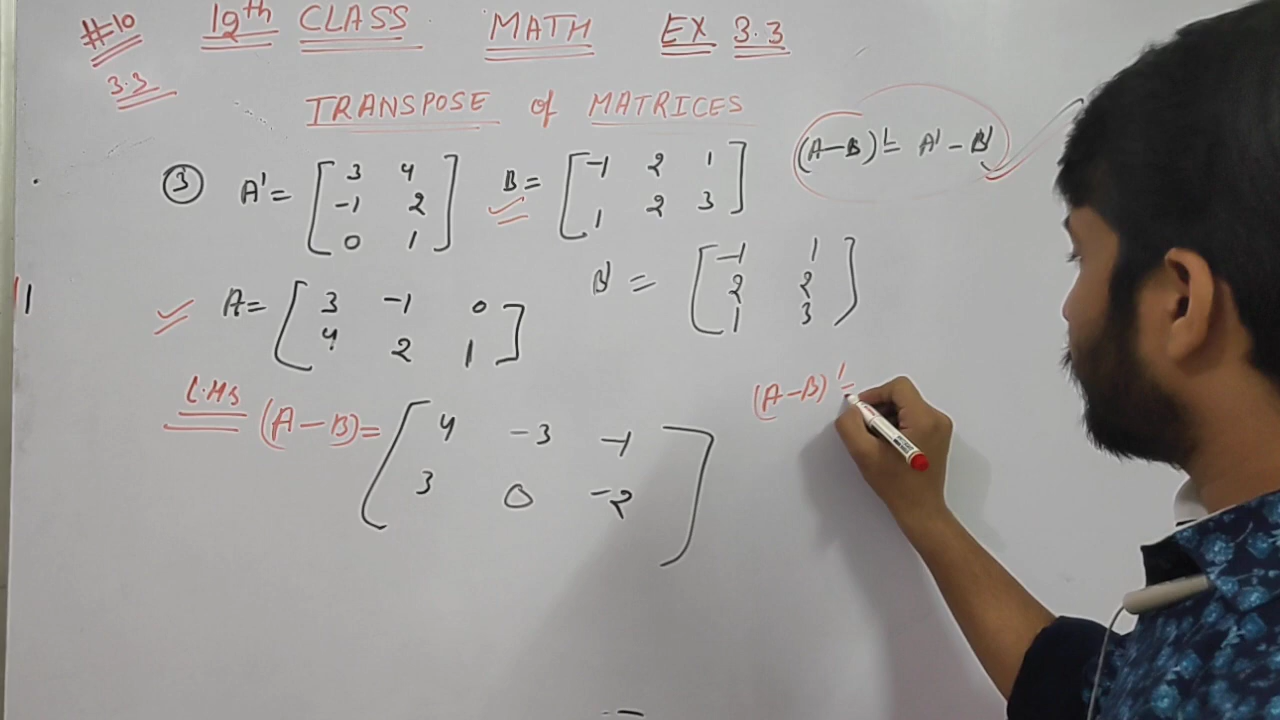 #10 12th CLASS MATH EX 3.3
3.3
TRANSPOSE of MATRICES
(A-B)' = A' - B'
③ A' = [ 3 4
-1 2
0 1 ]
B = [ -1 2 1
1 2 3 ]
A = [ 3 -1 0
4 2 1 ]
B' = [ -1 1
2 2
1 3 ]
L.H.S (A-B) = [ 4 -3 -1
3 0 -2 ]
(A-B)' =